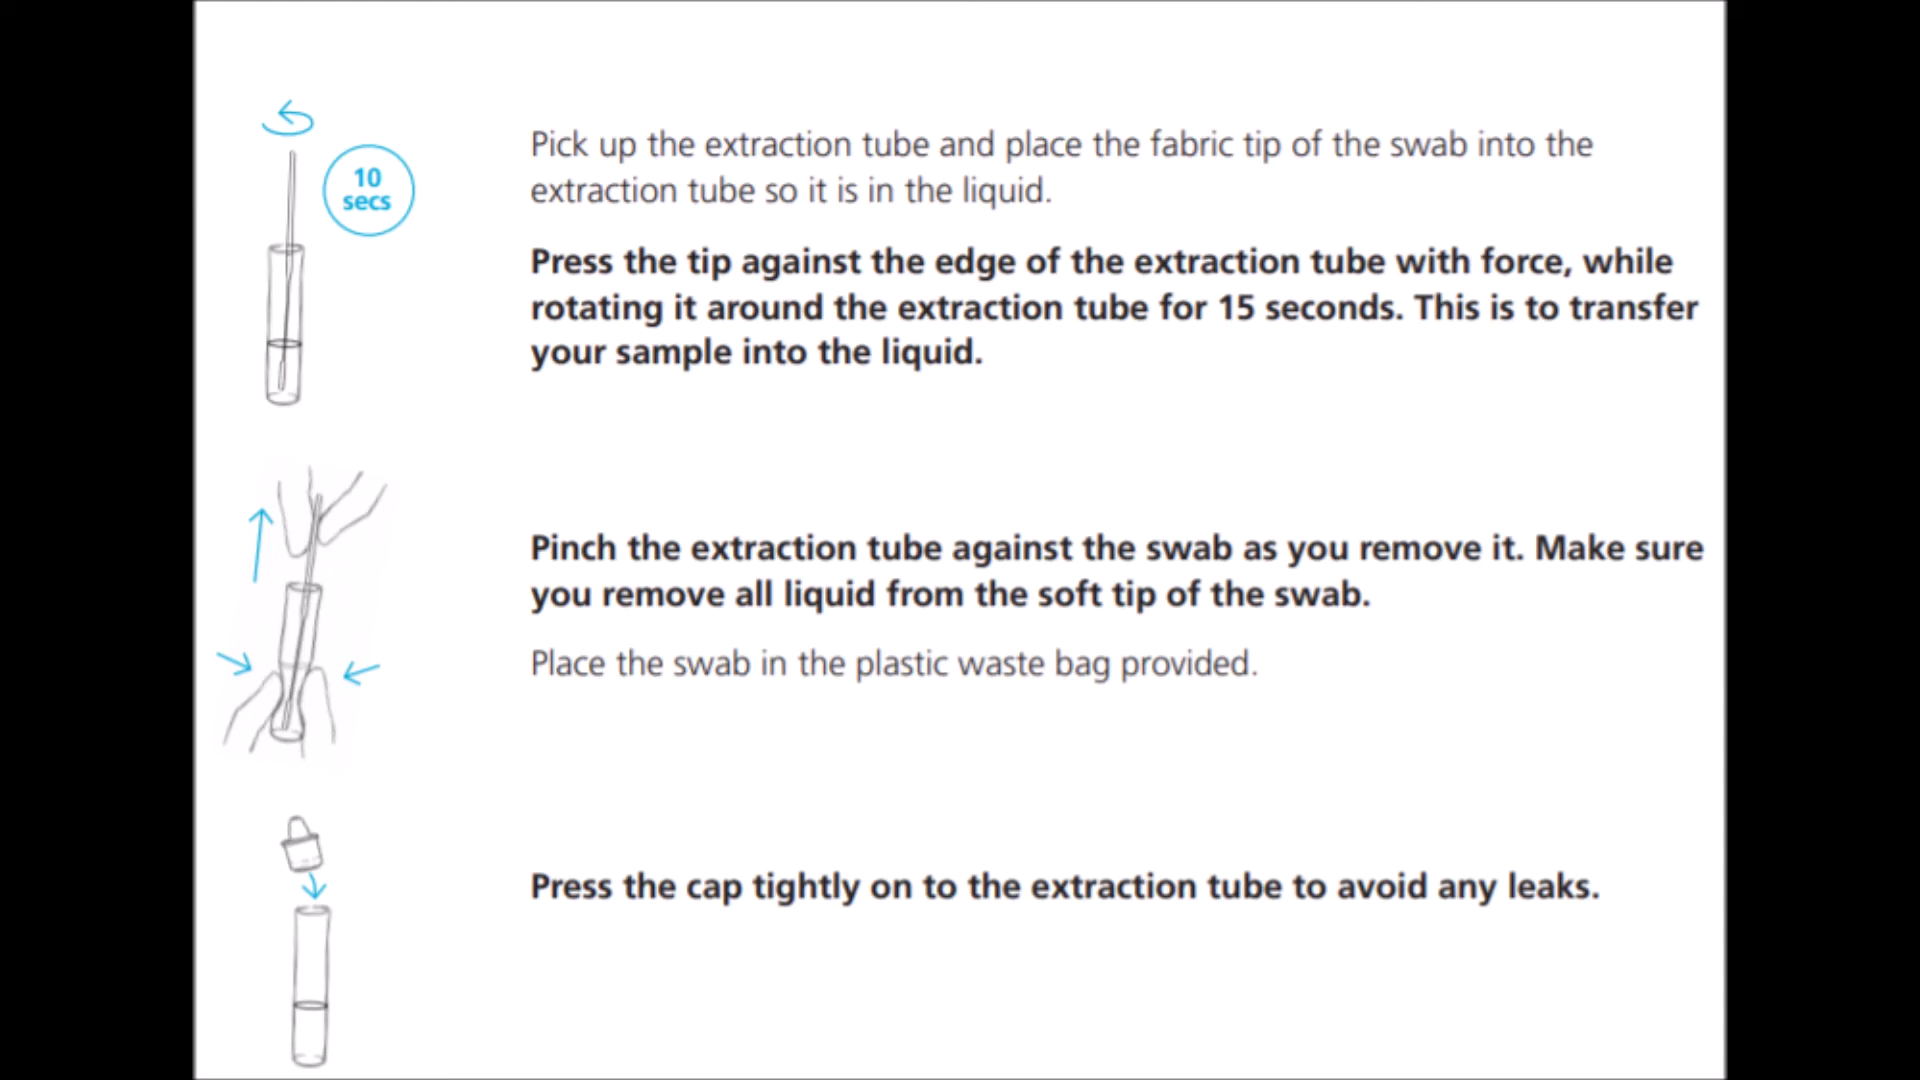 10
secs
Pick up the extraction tube and place the fabric tip of the swab into the
extraction tube so it is in the liquid.
Press the tip against the edge of the extraction tube with force, while
rotating it around the extraction tube for 15 seconds. This is to transfer
your sample into the liquid.
Pinch the extraction tube against the swab as you remove it. Make sure
you remove all liquid from the soft tip of the swab.
Place the swab in the plastic waste bag provided.
Press the cap tightly on to the extraction tube to avoid any leaks.